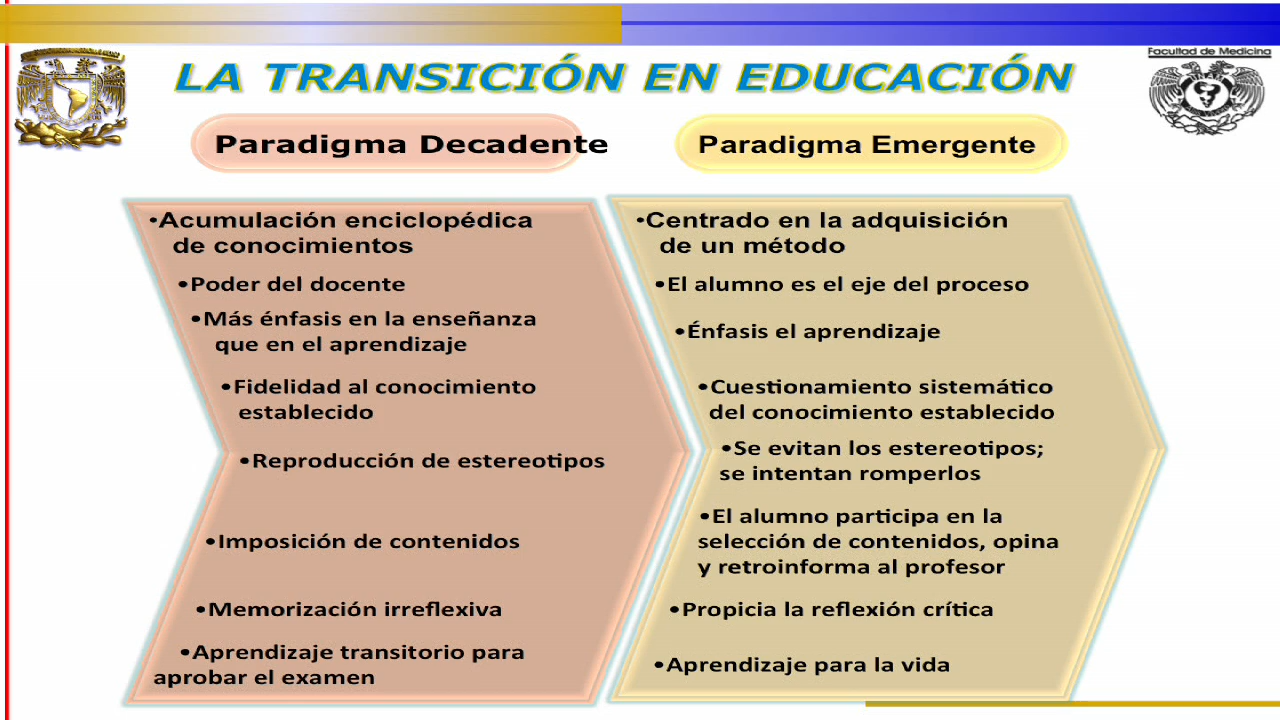 Facultad de Medicina
LA TRANSICIÓN EN EDUCACIÓN
Paradigma Decadente
•Acumulación enciclopédica
de conocimientos
•Poder del docente
•Más énfasis en la enseñanza
que en el aprendizaje
•Fidelidad al conocimiento
establecido
•Reproducción de estereotipos
•Imposición de contenidos
•Memorización irreflexiva
•Aprendizaje transitorio para
aprobar el examen
Paradigma Emergente
•Centrado en la adquisición
de un método
•El alumno es el eje del proceso
•Énfasis el aprendizaje
•Cuestionamiento sistemático
del conocimiento establecido
•Se evitan los estereotipos;
se intentan romperlos
•El alumno participa en la
selección de contenidos, opina
y retroinforma al profesor
•Propicia la reflexión crítica
•Aprendizaje para la vida